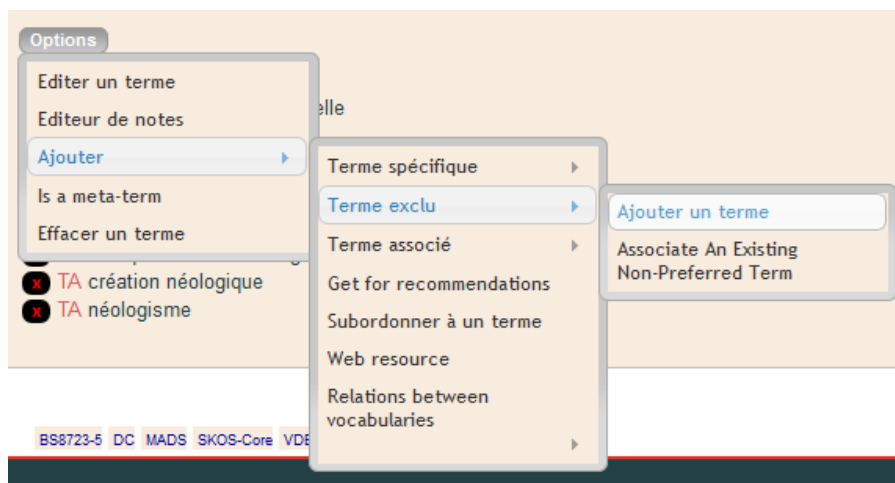 Options
Editer un terme
Editeur de notes
Ajouter
Is a meta-term
Effacer un terme
elle
Terme spécifique
Terme exclu
Terme associé
Get for recommendations
Subordonner à un terme
Web resource
Relations between
vocabularies
Ajouter un terme
Associate An Existing
Non-Preferred Term
x TA création néologique
x TA néologisme
BS8723-5 DC MADS SKOS-Core VDE